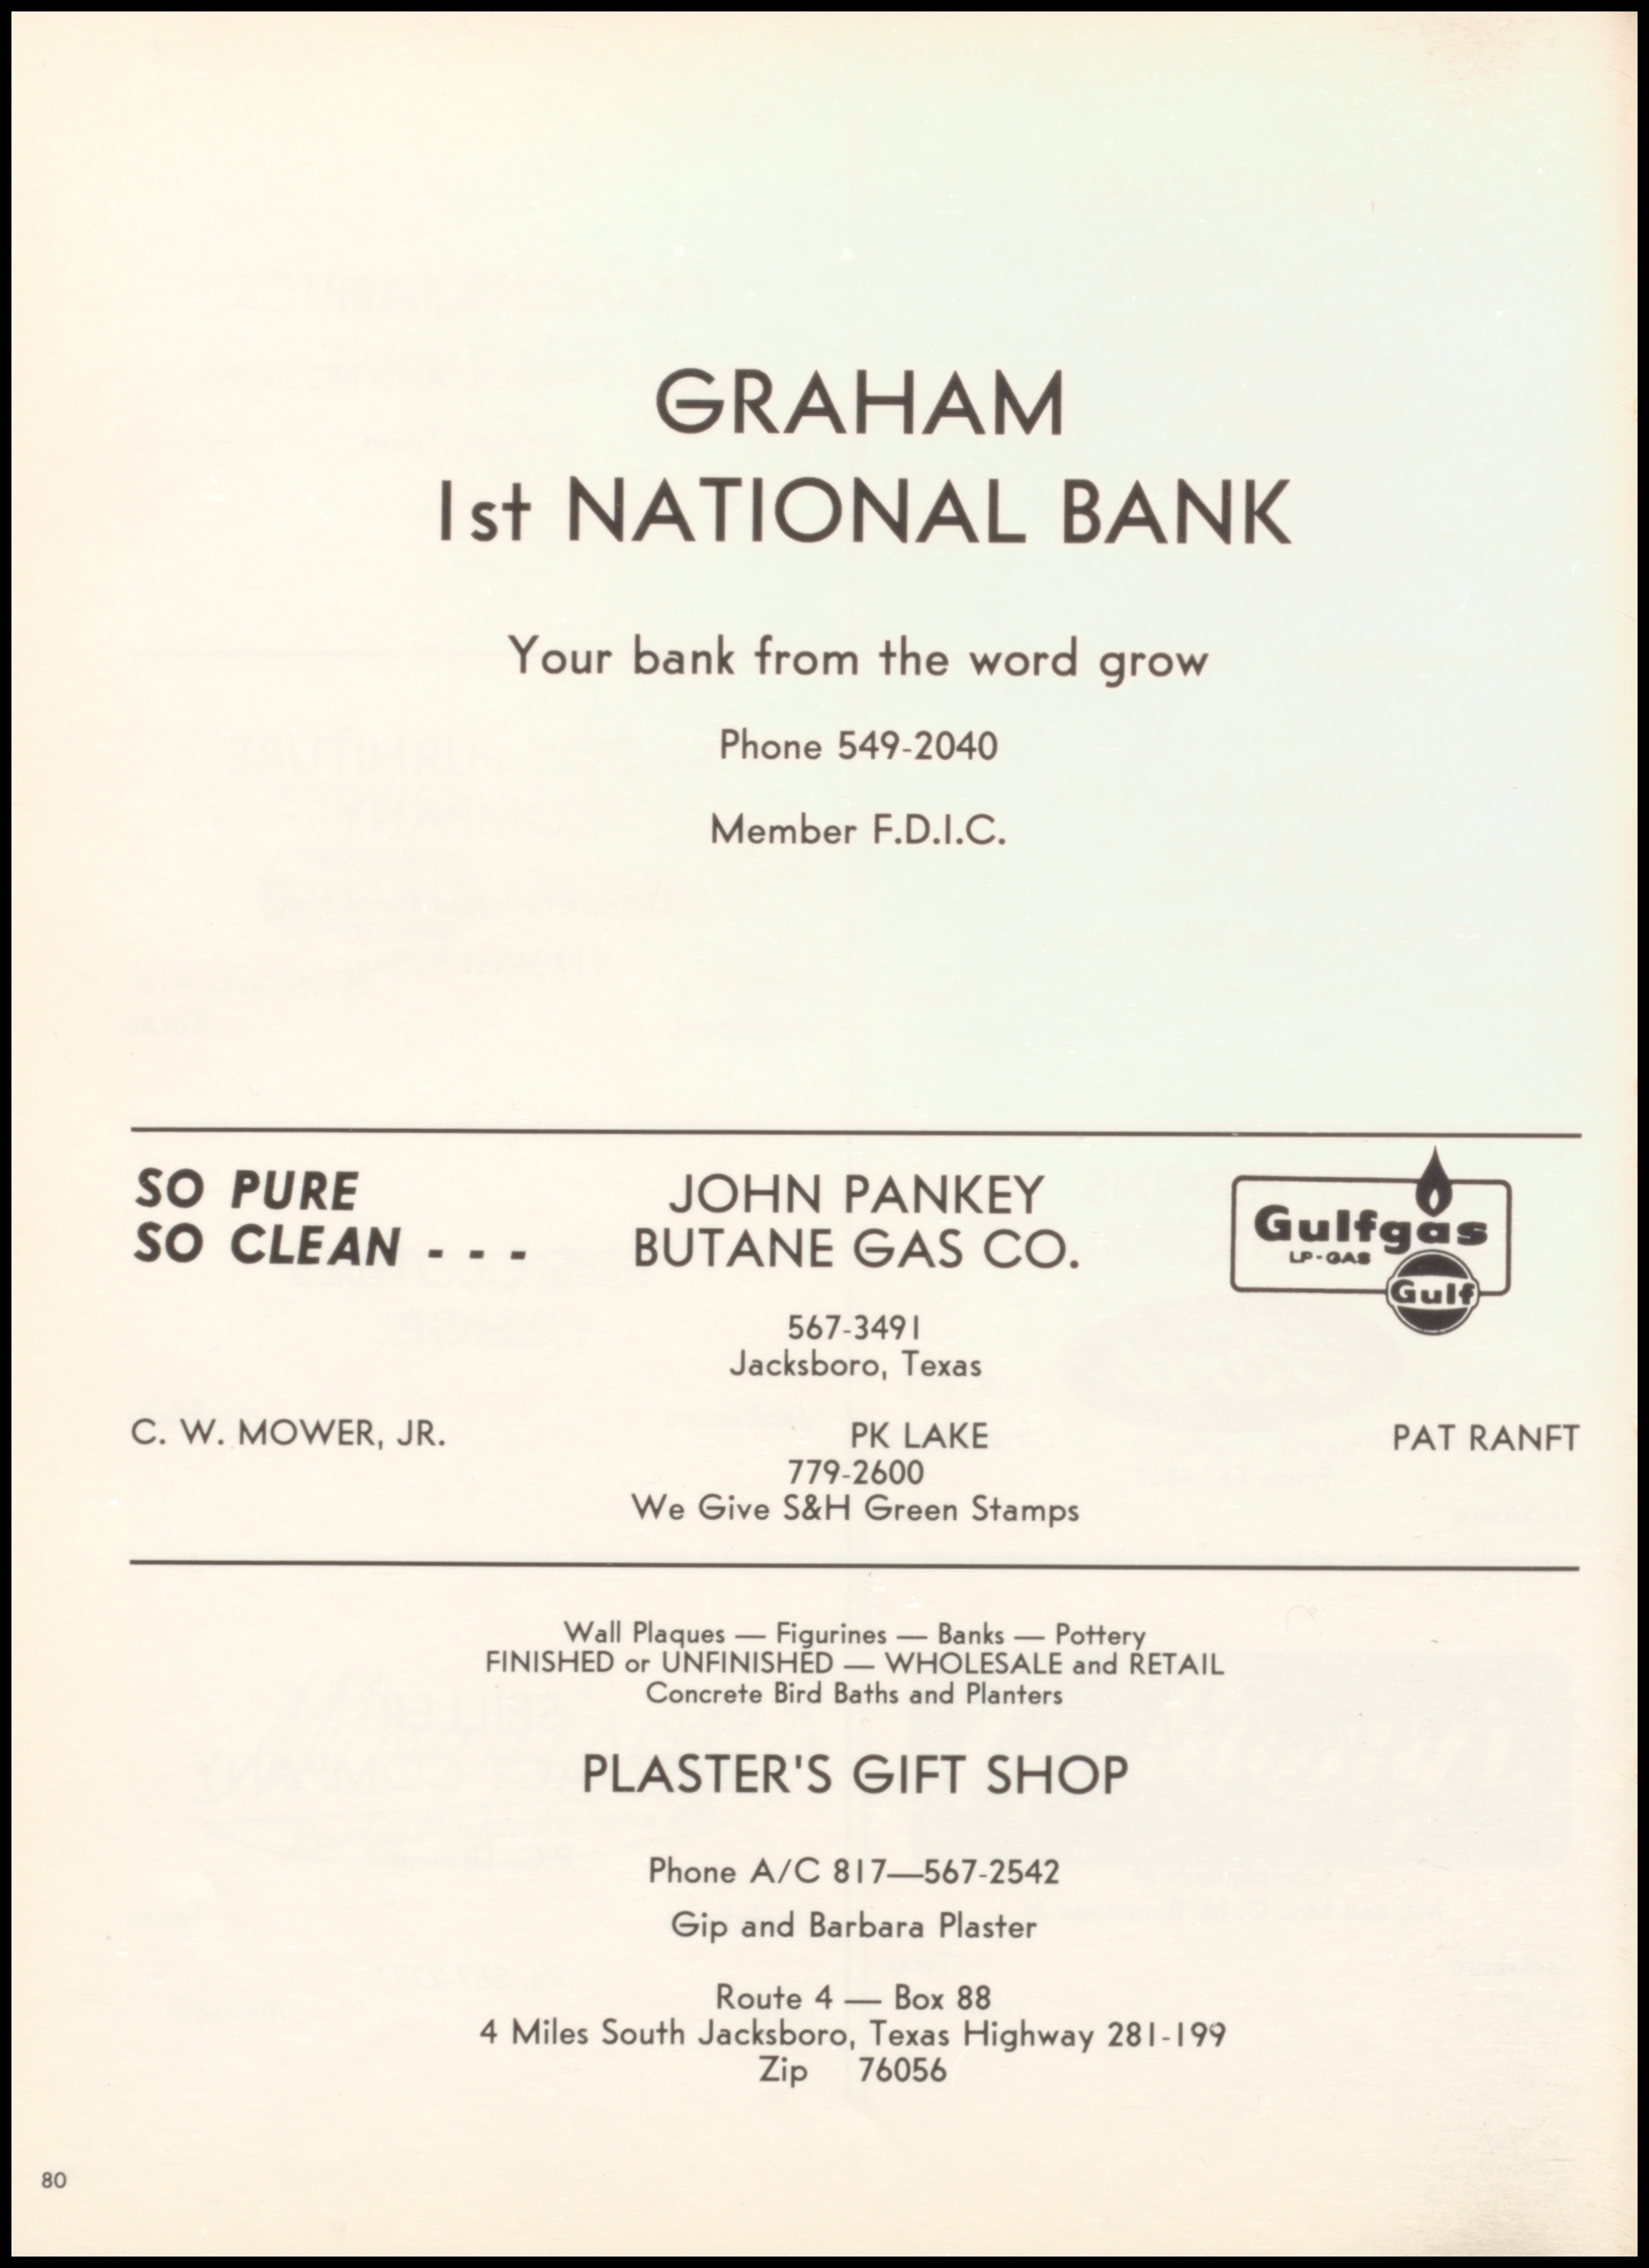 GRAHAM
1st NATIONAL BANK
Your bank from the word grow
Phone 549-2040
Member F.D.I.C.
SO PURE
SO CLEAN - - -
JOHN PANKEY
BUTANE GAS CO.
Gulfgas
LP-GAS
Gulf
567-3491
Jacksboro, Texas
C. W. MOWER, JR. PK LAKE PAT RANFT
779-2600
We Give S&H Green Stamps
Wall Plaques — Figurines — Banks — Pottery
FINISHED or UNFINISHED — WHOLESALE and RETAIL
Concrete Bird Baths and Planters
PLASTER'S GIFT SHOP
Phone A/C 817—567-2542
Gip and Barbara Plaster
Route 4 — Box 88
4 Miles South Jacksboro, Texas Highway 281-199
Zip 76056
80